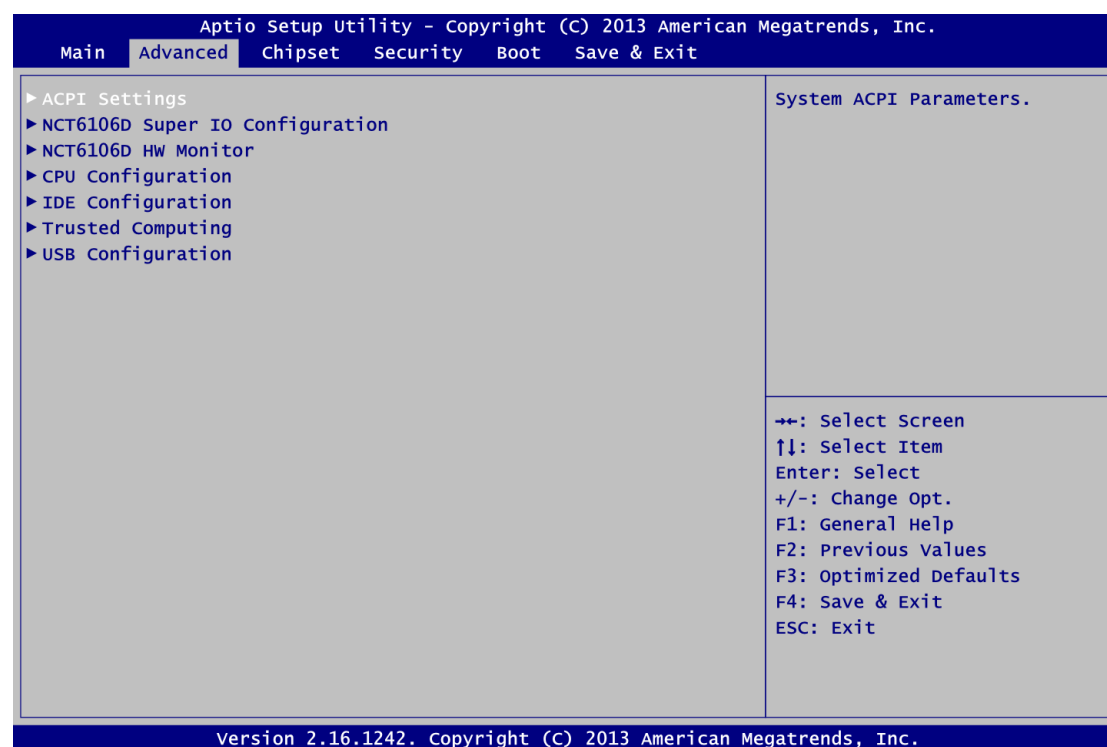 Aptio Setup Utility – Copyright (C) 2013 American Megatrends, Inc.
Main Advanced Chipset Security Boot Save & Exit
►ACPI Settings
►NCT6106D Super IO Configuration
►NCT6106D HW Monitor
►CPU Configuration
►IDE Configuration
►Trusted Computing
►USB Configuration
System ACPI Parameters.
→←: Select Screen
↑↓: Select Item
Enter: Select
+/-: Change Opt.
F1: General Help
F2: Previous Values
F3: Optimized Defaults
F4: Save & Exit
ESC: Exit
Version 2.16.1242. Copyright (C) 2013 American Megatrends, Inc.